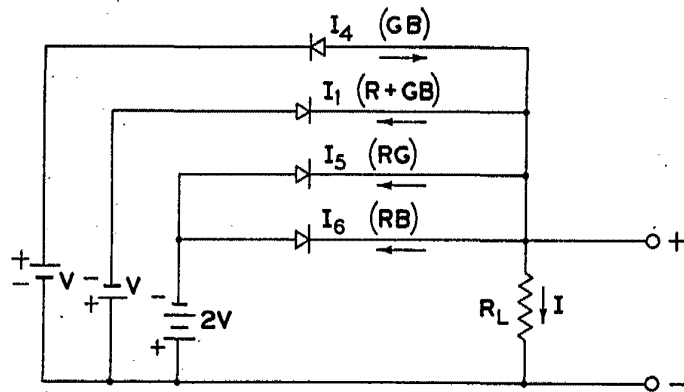 I4 (GB)
I1 (R+GB)
I5 (RG)
I6 (RB)
+
+
- V
-
+ V
-
+ 2V
RL I
-